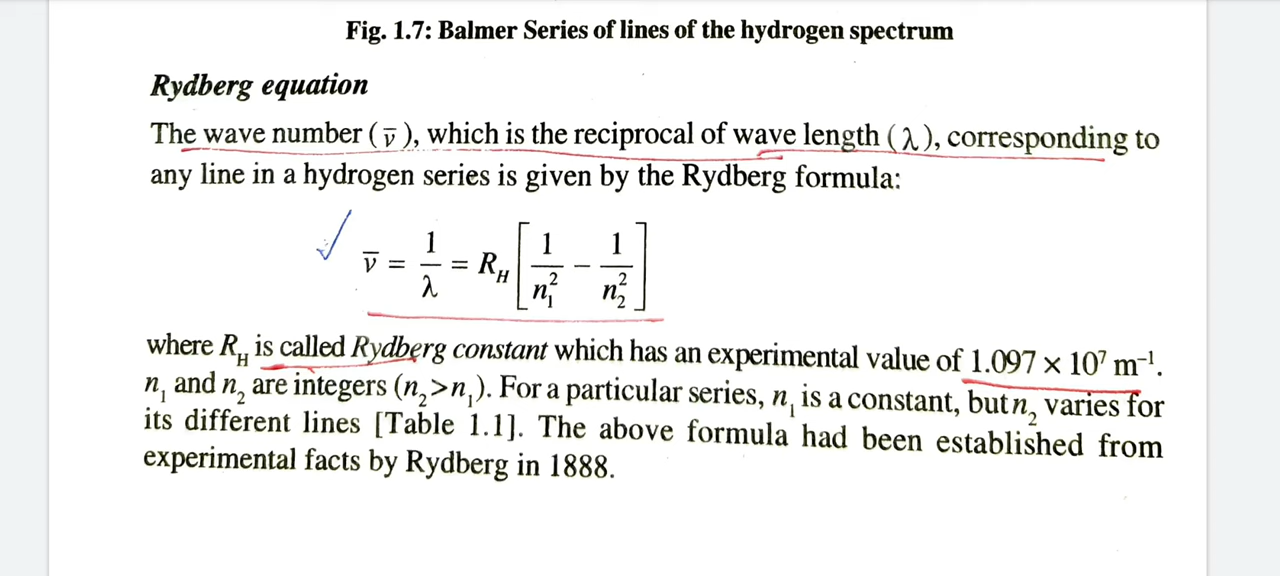 Fig. 1.7: Balmer Series of lines of the hydrogen spectrum
Rydberg equation
The wave number ( ν̅ ), which is the reciprocal of wave length ( λ ), corresponding to
any line in a hydrogen series is given by the Rydberg formula:
ν̅ = 1/λ = R_H [ 1/n₁² − 1/n₂² ]
where R_H is called Rydberg constant which has an experimental value of 1.097 × 10⁷ m⁻¹.
n₁ and n₂ are integers (n₂>n₁). For a particular series, n₁ is a constant, but n₂ varies for
its different lines [Table 1.1]. The above formula had been established from
experimental facts by Rydberg in 1888.